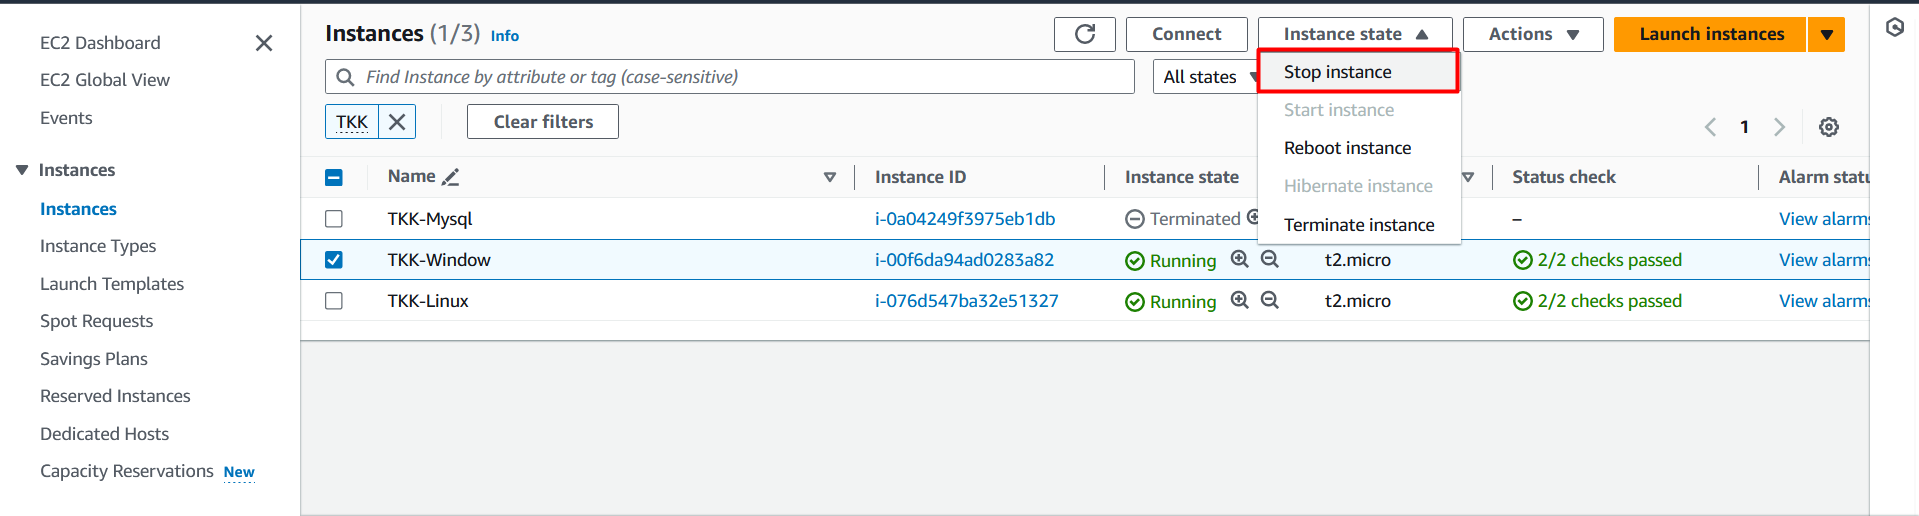 EC2 Dashboard
EC2 Global View
Events
Instances
Instances
Instance Types
Launch Templates
Spot Requests
Savings Plans
Reserved Instances
Dedicated Hosts
Capacity Reservations New
Instances (1/3) Info
Connect
Instance state
Actions
Launch instances
Find Instance by attribute or tag (case-sensitive)
All states
Stop instance
Start instance
Reboot instance
Hibernate instance
Terminate instance
TKK
Clear filters
1
Name Instance ID Instance state Status check Alarm statu
TKK-Mysql i-0a04249f3975eb1db Terminated – View alarms
TKK-Window i-00f6da94ad0283a82 Running t2.micro 2/2 checks passed View alarms
TKK-Linux i-076d547ba32e51327 Running t2.micro 2/2 checks passed View alarms